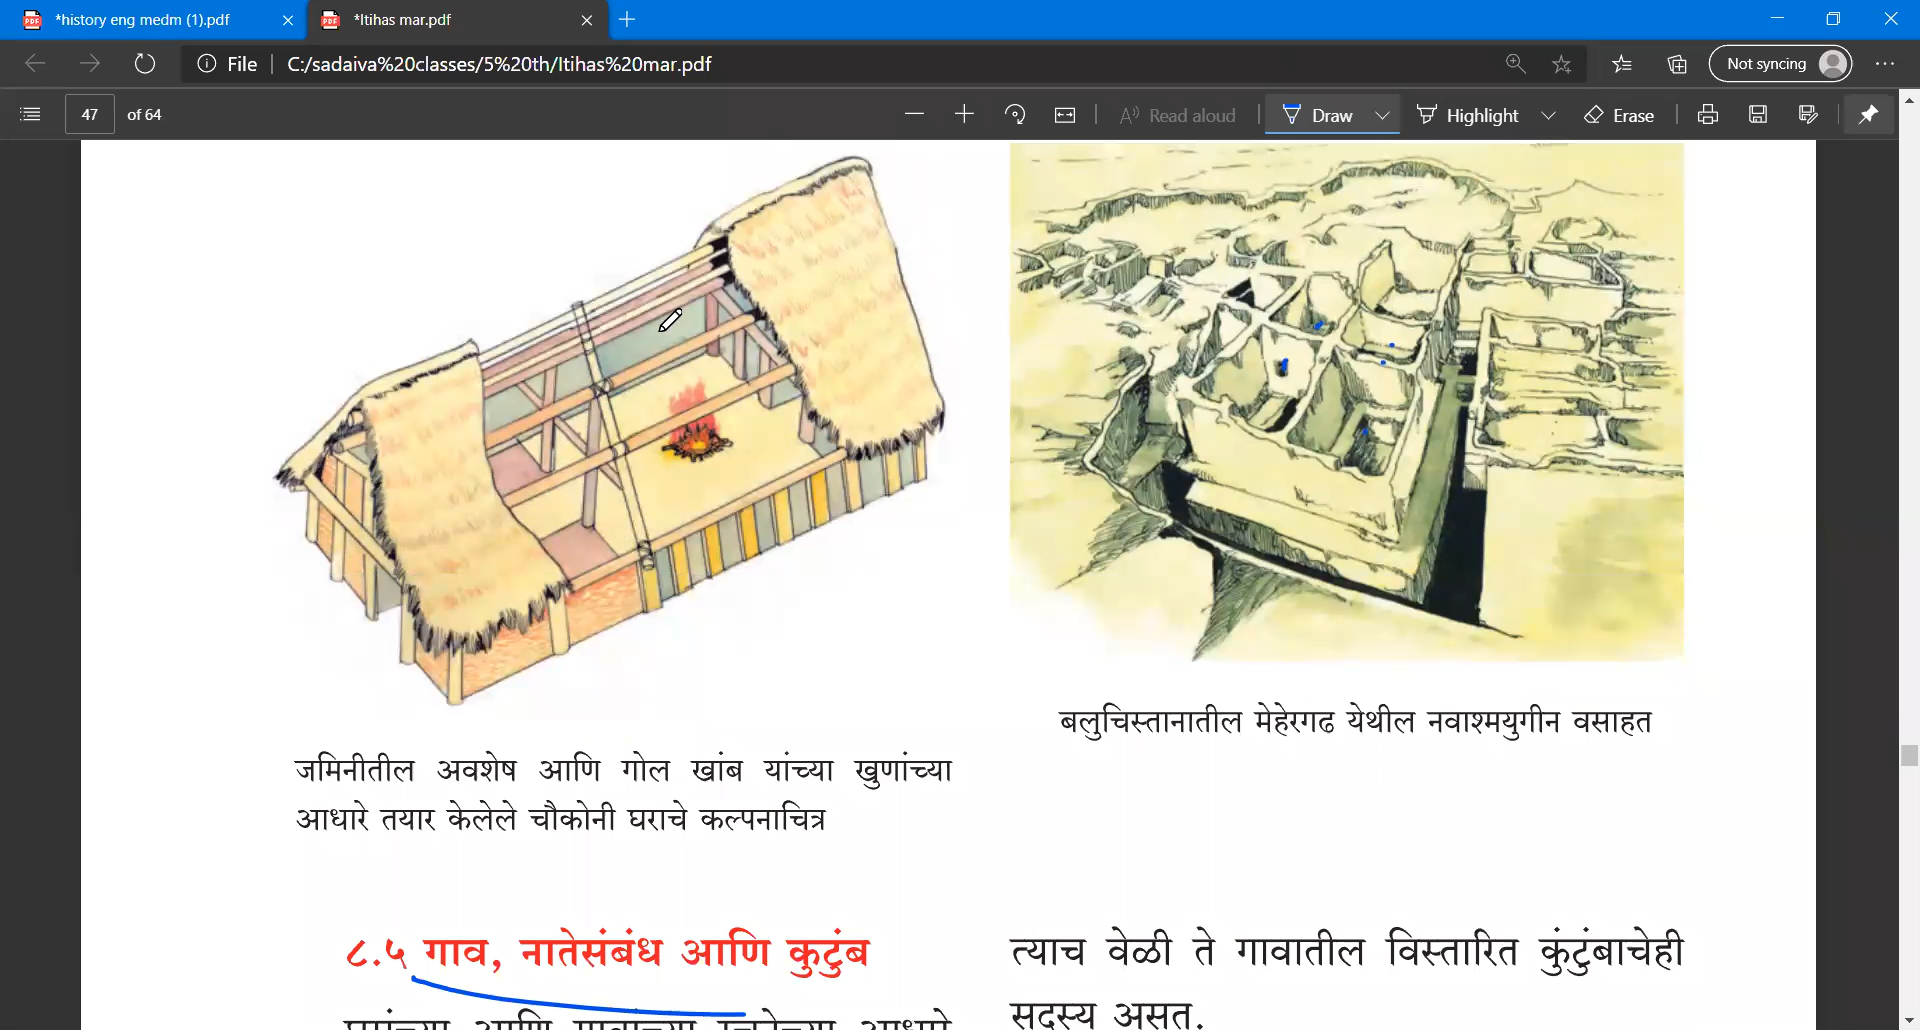 *history eng medm (1).pdf
*Itihas mar.pdf
File
C:/sadaiva%20classes/5%20th/Itihas%20mar.pdf
Not syncing
47 of 64
Read aloud
Draw
Highlight
Erase
बलुचिस्तानातील मेहेरगढ येथील नवाश्मयुगीन वसाहत
जमिनीतील अवशेष आणि गोल खांब यांच्या खुणांच्या
आधारे तयार केलेले चौकोनी घराचे कल्पनाचित्र
८.५ गाव, नातेसंबंध आणि कुटुंब
त्याच वेळी ते गावातील विस्तारित कुंटुंबाचेही
सदस्य असत.